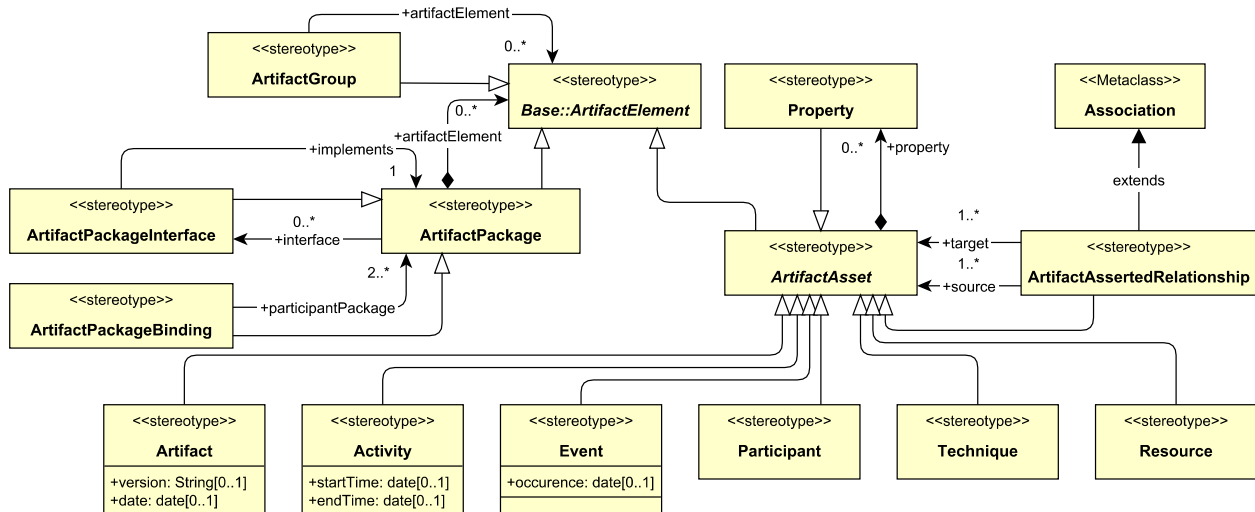 +artifactElement
<<stereotype>>
ArtifactGroup
0..*
<<stereotype>>
Base::ArtifactElement
<<stereotype>>
Property
<<Metaclass>>
Association
0..*
+artifactElement
+implements
1
0..*
+property
extends
<<stereotype>>
ArtifactPackageInterface
0..*
+interface
<<stereotype>>
ArtifactPackage
2..*
<<stereotype>>
ArtifactAsset
1..*
+target
1..*
+source
<<stereotype>>
ArtifactAssertedRelationship
<<stereotype>>
ArtifactPackageBinding
+participantPackage
<<stereotype>>
Artifact
+version: String[0..1]
+date: date[0..1]
<<stereotype>>
Activity
+startTime: date[0..1]
+endTime: date[0..1]
<<stereotype>>
Event
+occurence: date[0..1]
<<stereotype>>
Participant
<<stereotype>>
Technique
<<stereotype>>
Resource